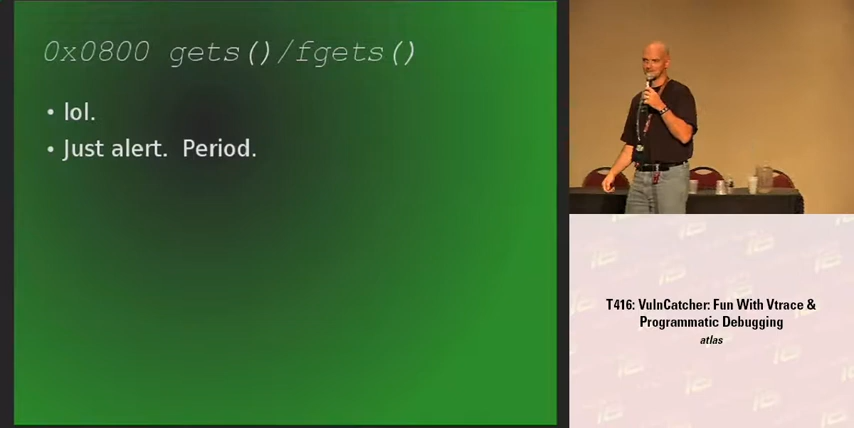 0x0800 gets()/fgets()
• lol.
• Just alert.  Period.
T416: VulnCatcher: Fun With Vtrace &
Programmatic Debugging
atlas